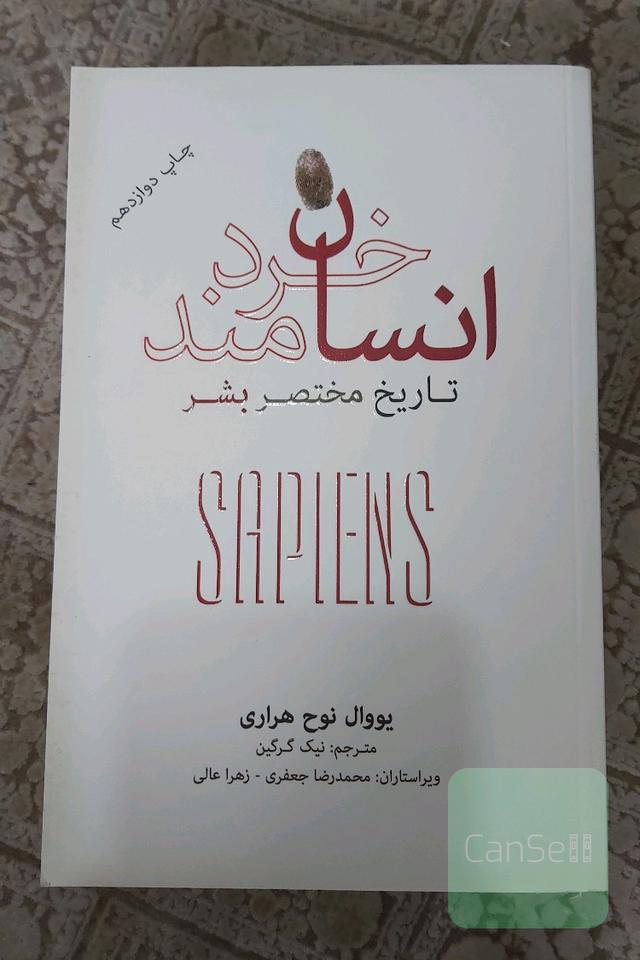 چاپ دوازدهم
انسان خردمند
تاریخ مختصر بشر
SAPIENS
یووال نوح هراری
مترجم: نیک گرگین
ویراستاران: محمدرضا جعفری - زهرا عالی
CanSell